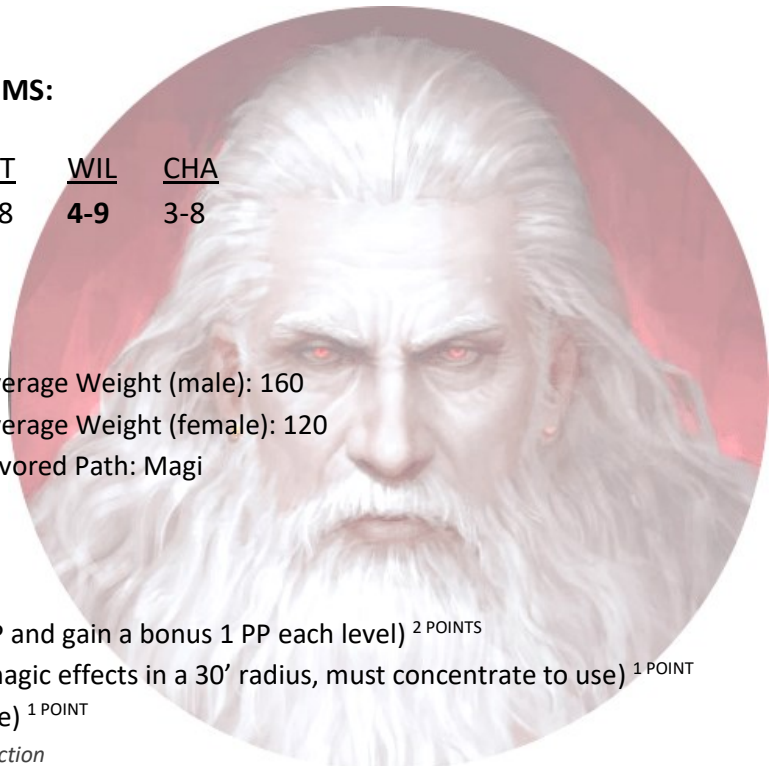 MS:
T WIL CHA
8 4-9 3-8
erage Weight (male): 160
erage Weight (female): 120
vored Path: Magi
P and gain a bonus 1 PP each level) 2 POINTS
nagic effects in a 30’ radius, must concentrate to use) 1 POINT
e) 1 POINT
ction